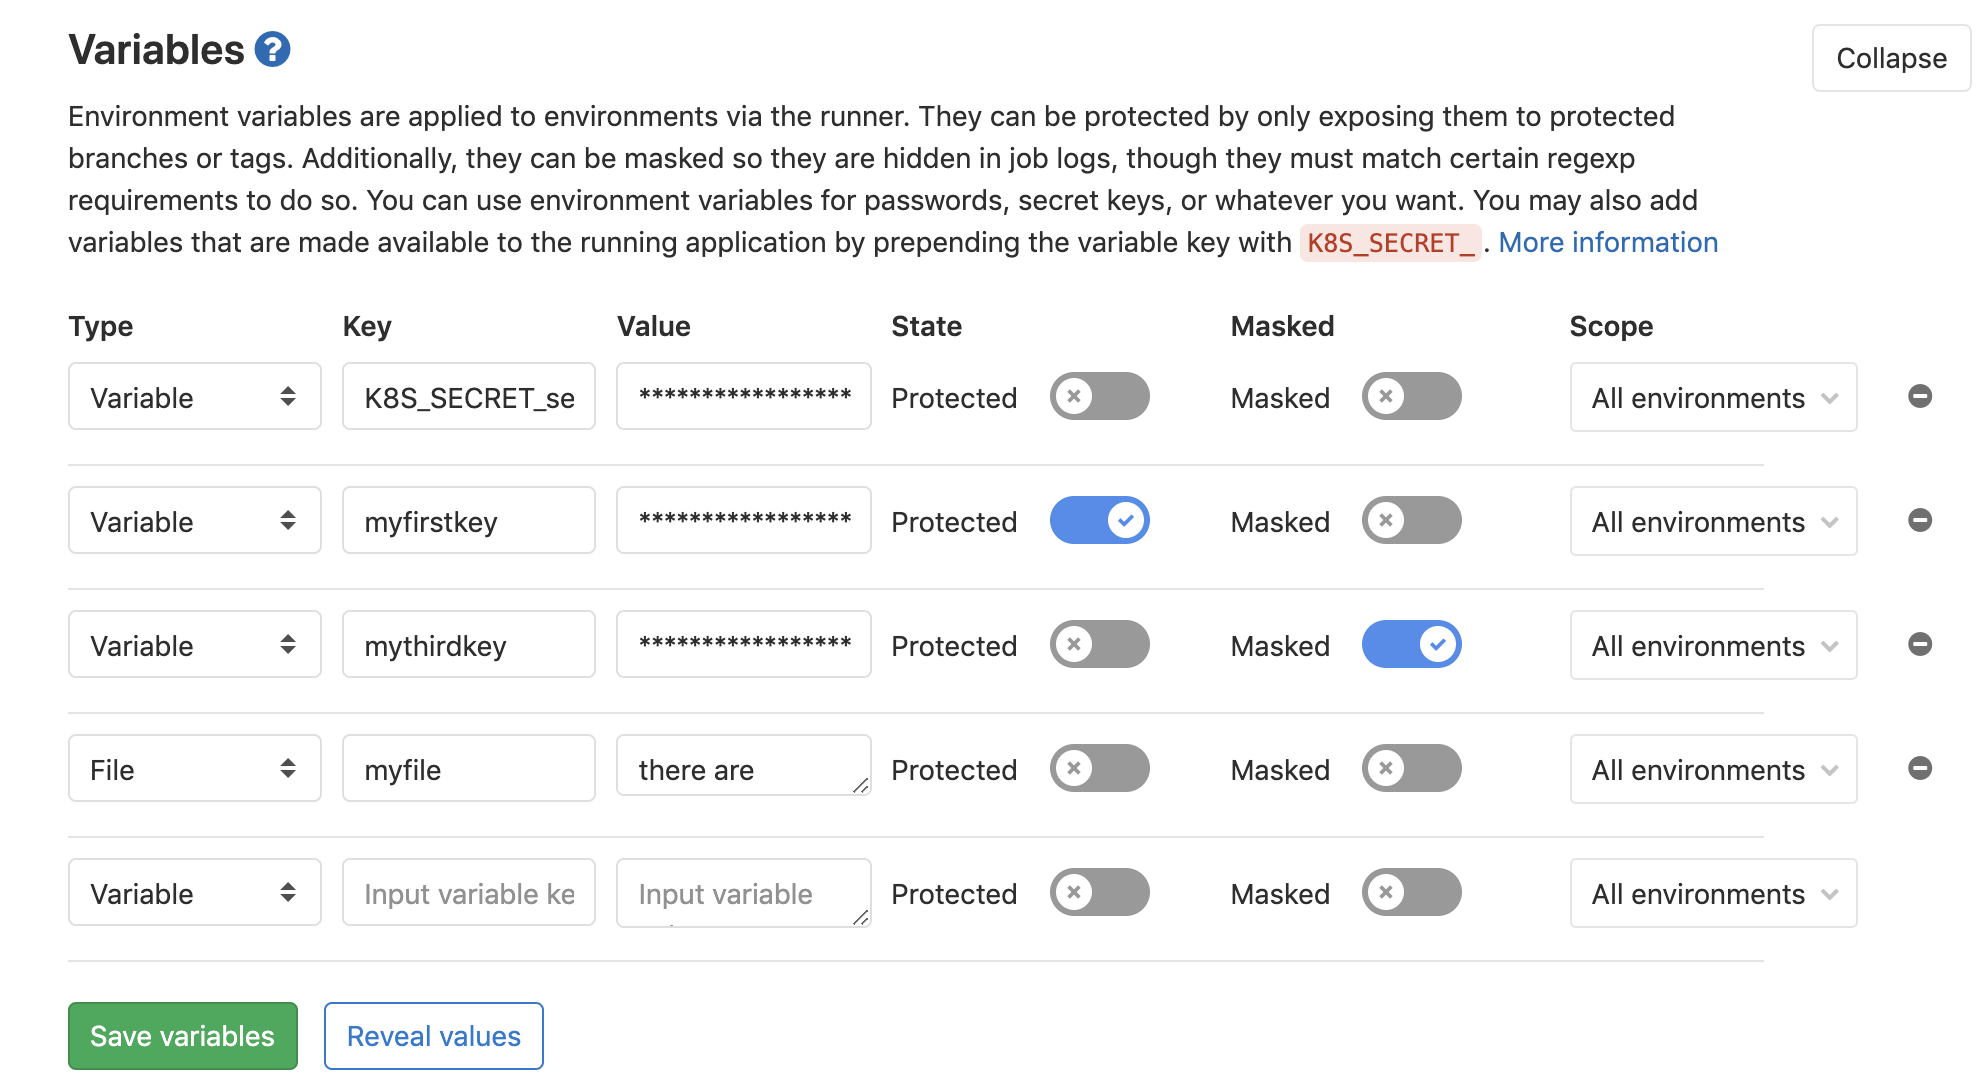 Variables ?
Collapse
Environment variables are applied to environments via the runner. They can be protected by only exposing them to protected
branches or tags. Additionally, they can be masked so they are hidden in job logs, though they must match certain regexp
requirements to do so. You can use environment variables for passwords, secret keys, or whatever you want. You may also add
variables that are made available to the running application by prepending the variable key with K8S_SECRET_ . More information
Type Key Value State Masked Scope
Variable K8S_SECRET_se ***************** Protected Masked All environments
Variable myfirstkey ***************** Protected Masked All environments
Variable mythirdkey ***************** Protected Masked All environments
File myfile there are Protected Masked All environments
Variable Input variable ke Input variable Protected Masked All environments
Save variables Reveal values